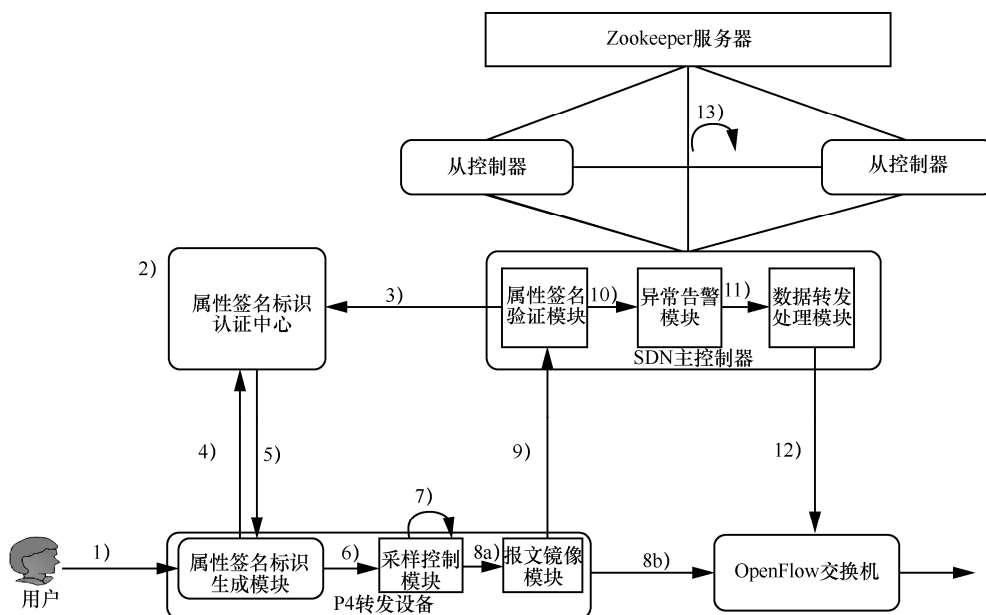 Zookeeper服务器
13)
从控制器
从控制器
2)
属性签名标识
认证中心
3)
属性签名
验证模块
10)
异常告警
模块
11)
数据转发
处理模块
SDN主控制器
4)
5)
9)
12)
7)
1)
属性签名标识
生成模块
6)
采样控制
模块
8a)
报文镜像
模块
8b)
OpenFlow交换机
用户
P4转发设备